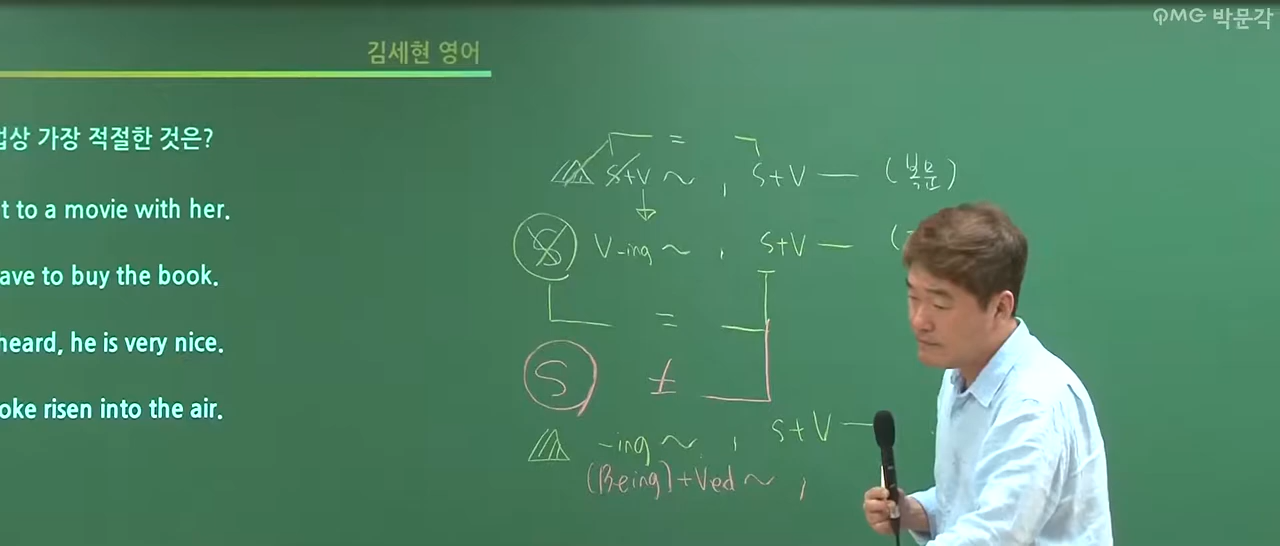 PMG 박문각
김세현 영어
법상 가장 적절한 것은?
t to a movie with her.
ave to buy the book.
heard, he is very nice.
oke risen into the air.
=
S+V ~ , S+V — (복문)
S V-ing ~ , S+V — (
=
S ≠
-ing ~ , S+V —
(Being)+Ved ~ ,